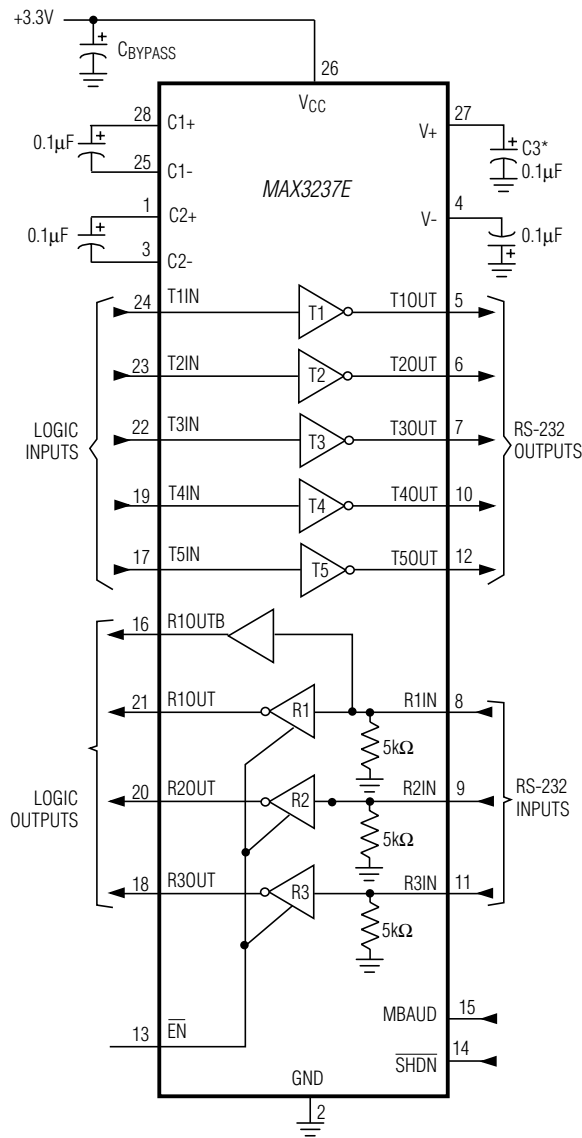 +3.3V
CBYPASS
26
VCC
28
C1+
0.1µF
25
C1-
1
C2+
0.1µF
3
C2-
MAX3237E
27
V+
C3*
0.1µF
4
V-
0.1µF
24
T1IN
T1
T1OUT
5
23
T2IN
T2
T2OUT
6
LOGIC
INPUTS
22
T3IN
T3
T3OUT
7
RS-232
OUTPUTS
19
T4IN
T4
T4OUT
10
17
T5IN
T5
T5OUT
12
16
R1OUTB
21
R1OUT
R1
R1IN
8
5kΩ
LOGIC
OUTPUTS
20
R2OUT
R2
R2IN
9
RS-232
INPUTS
5kΩ
18
R3OUT
R3
R3IN
11
5kΩ
13
EN
MBAUD
15
SHDN
14
GND
2